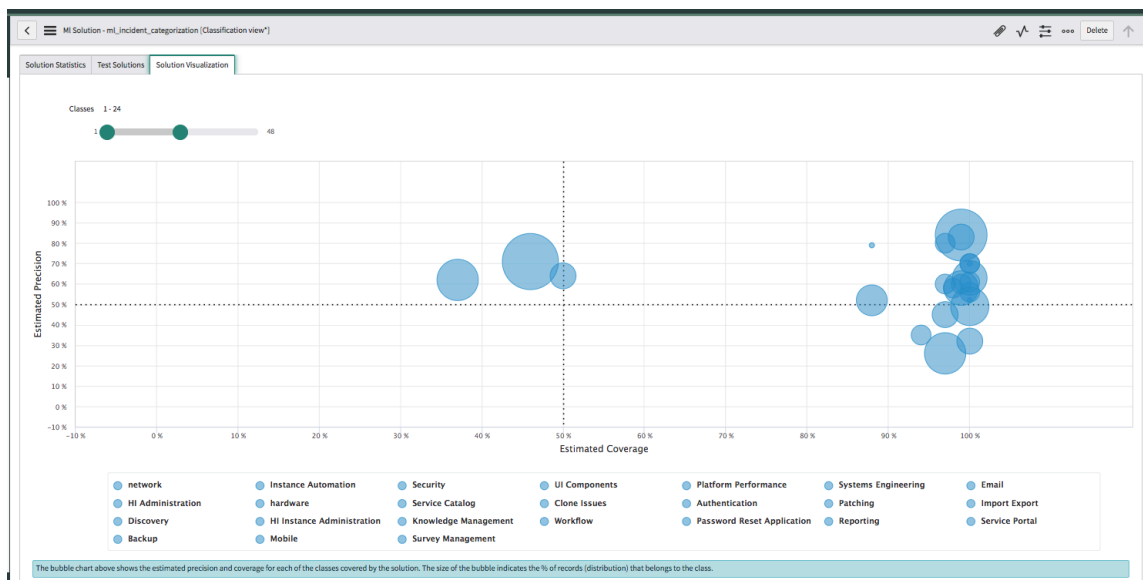 Ml Solution - ml_incident_categorization [Classification view*]
Delete
Solution Statistics Test Solutions Solution Visualization
Classes 1 - 24
1 48
100 %
90 %
80 %
70 %
60 %
50 %
40 %
30 %
20 %
10 %
0 %
-10 %
Estimated Precision
-10 % 0 % 10 % 20 % 30 % 40 % 50 % 60 % 70 % 80 % 90 % 100 %
Estimated Coverage
network Instance Automation Security UI Components Platform Performance Systems Engineering Email
HI Administration hardware Service Catalog Clone Issues Authentication Patching Import Export
Discovery HI Instance Administration Knowledge Management Workflow Password Reset Application Reporting Service Portal
Backup Mobile Survey Management
The bubble chart above shows the estimated precision and coverage for each of the classes covered by the solution. The size of the bubble indicates the % of records (distribution) that belongs to the class.